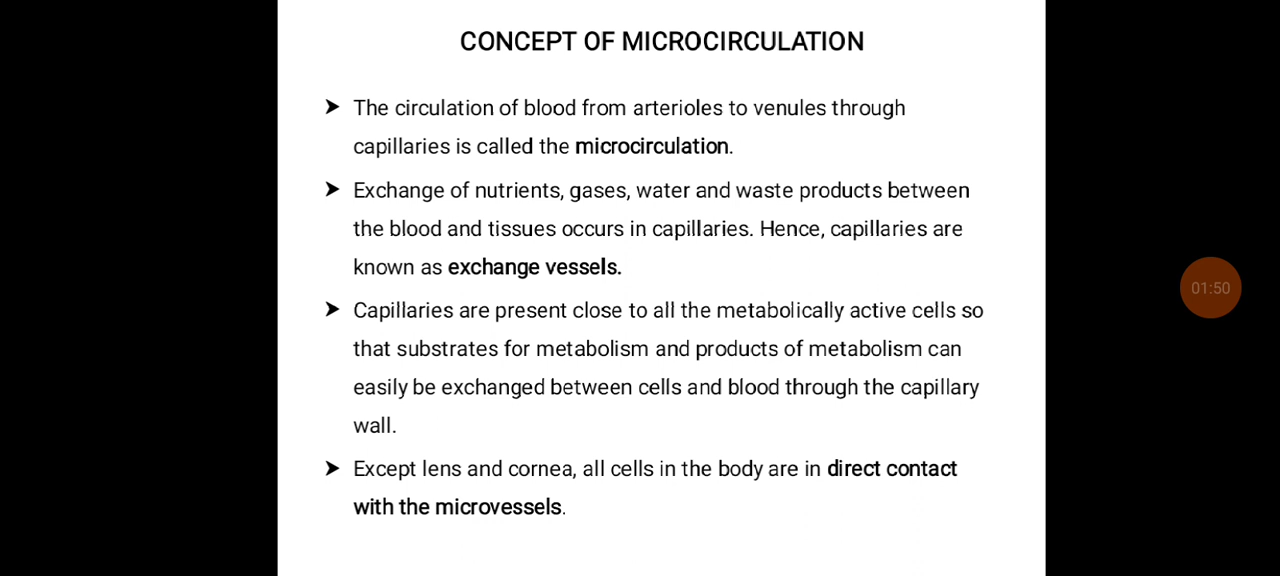 CONCEPT OF MICROCIRCULATION
➤ The circulation of blood from arterioles to venules through
capillaries is called the microcirculation.
➤ Exchange of nutrients, gases, water and waste products between
the blood and tissues occurs in capillaries. Hence, capillaries are
known as exchange vessels.
➤ Capillaries are present close to all the metabolically active cells so
that substrates for metabolism and products of metabolism can
easily be exchanged between cells and blood through the capillary
wall.
➤ Except lens and cornea, all cells in the body are in direct contact
with the microvessels.
01:50